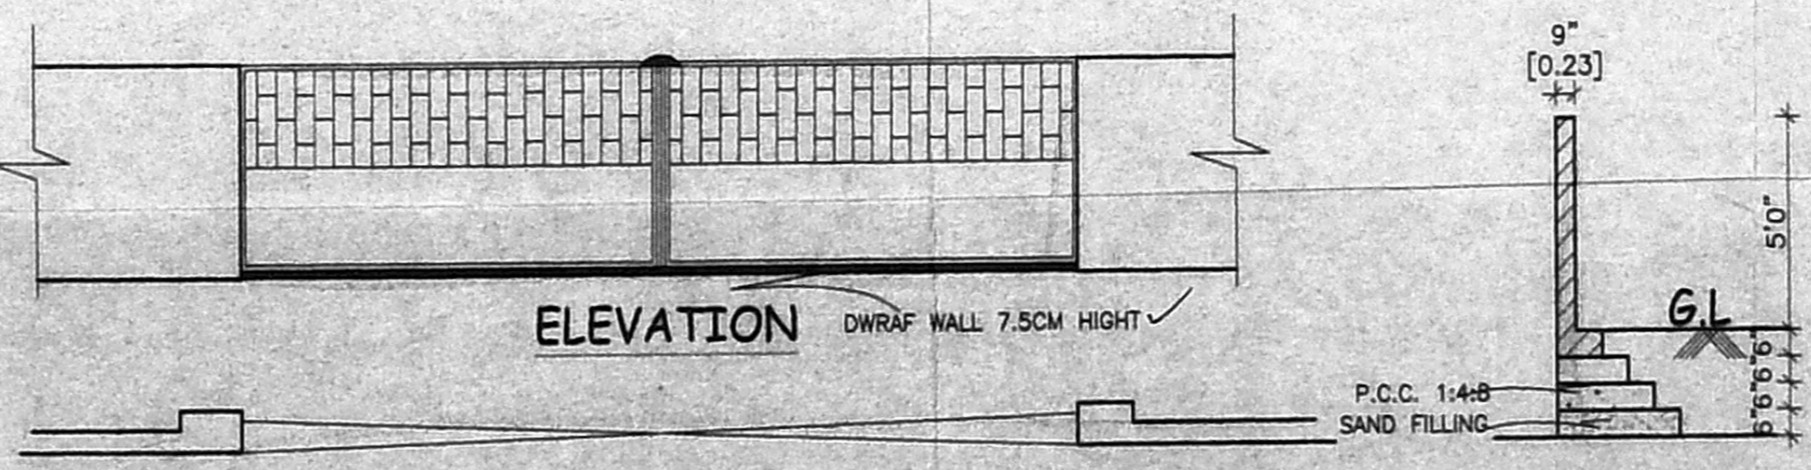 9"
[0.23]
5'0"
G.L
ELEVATION
DWRAF WALL 7.5CM HIGHT
6"
6"
P.C.C. 1:4:8
6"
SAND FILLING
6"